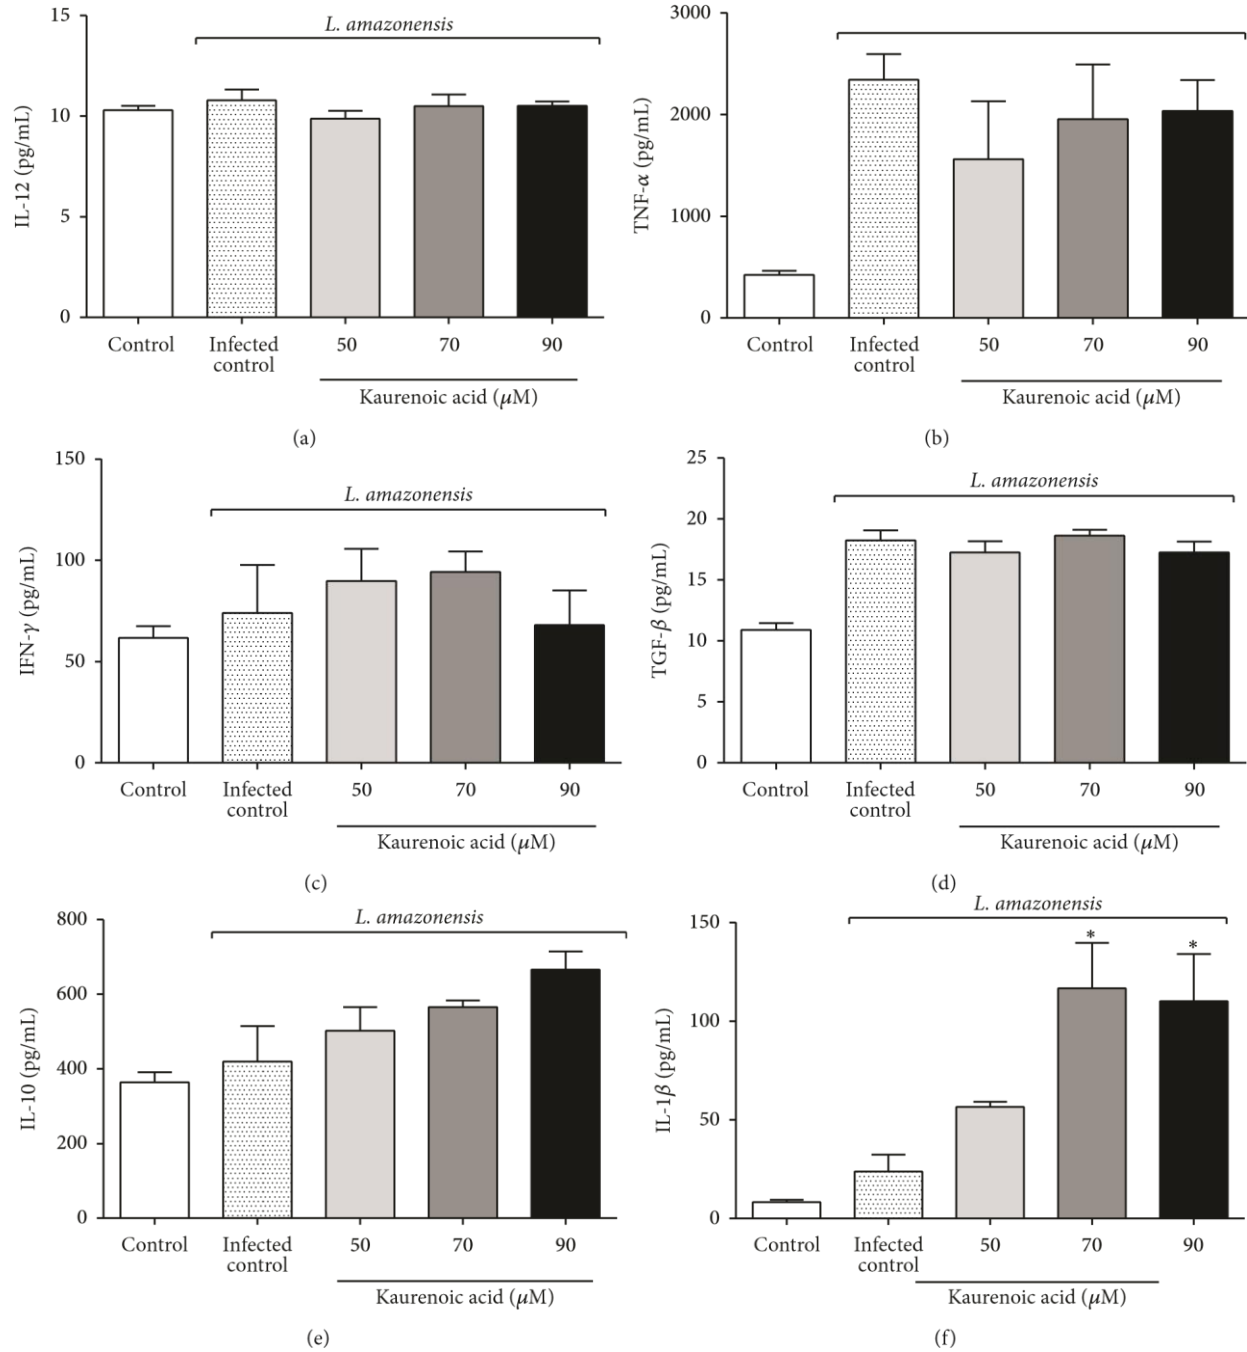 L. amazonensis
IL-12 (pg/mL)
15
10
5
0
Control
Infected control
50
70
90
Kaurenoic acid (μM)
(a)
TNF-α (pg/mL)
3000
2000
1000
0
Control
Infected control
50
70
90
Kaurenoic acid (μM)
(b)
L. amazonensis
IFN-γ (pg/mL)
150
100
50
0
Control
Infected control
50
70
90
Kaurenoic acid (μM)
(c)
L. amazonensis
TGF-β (pg/mL)
25
20
15
10
5
0
Control
Infected control
50
70
90
Kaurenoic acid (μM)
(d)
L. amazonensis
IL-10 (pg/mL)
800
600
400
200
0
Control
Infected control
50
70
90
Kaurenoic acid (μM)
(e)
L. amazonensis
IL-1β (pg/mL)
150
100
50
0
*
*
Control
Infected control
50
70
90
Kaurenoic acid (μM)
(f)